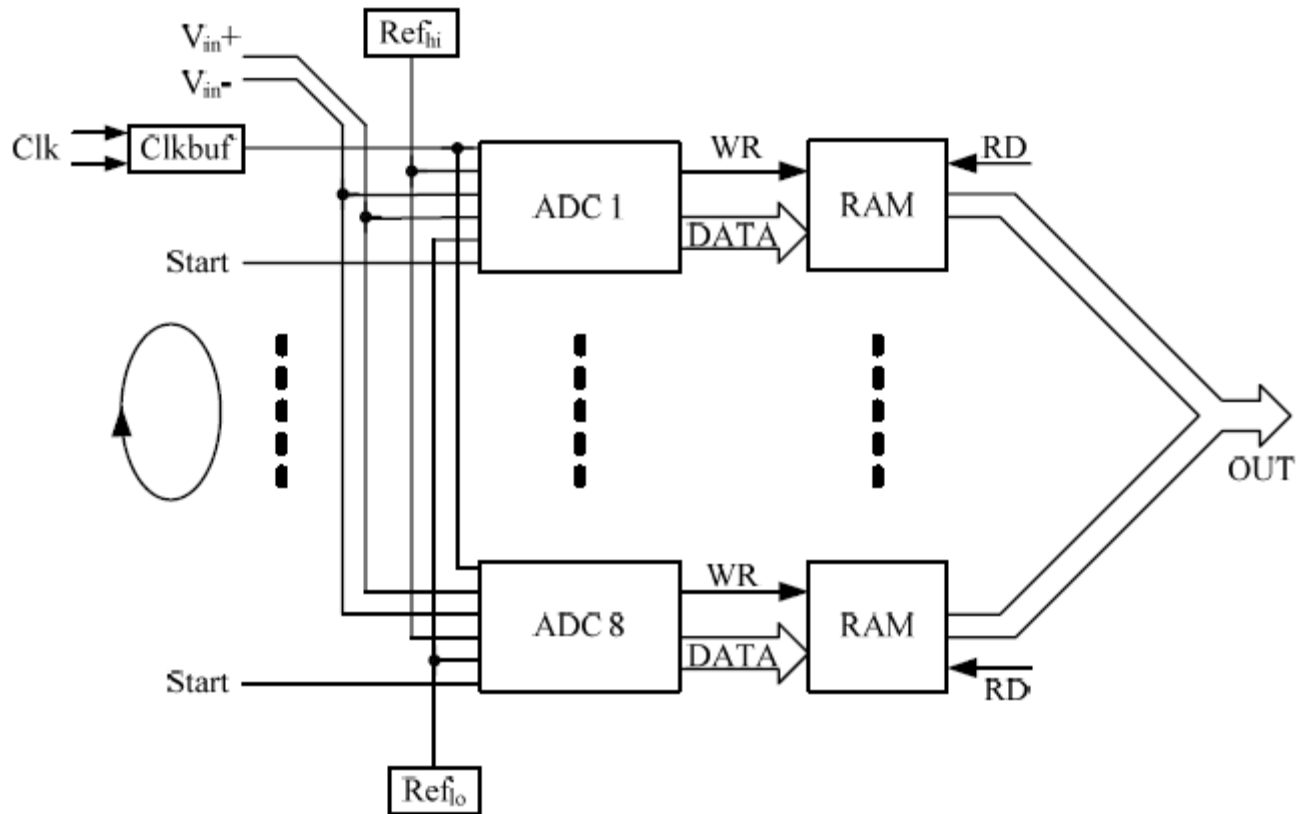 Refhi
Vin+
Vin-
Clk
Clkbuf
WR
RD
ADC 1
RAM
DATA
Start
OUT
WR
ADC 8
RAM
DATA
Start
RD
Reflo